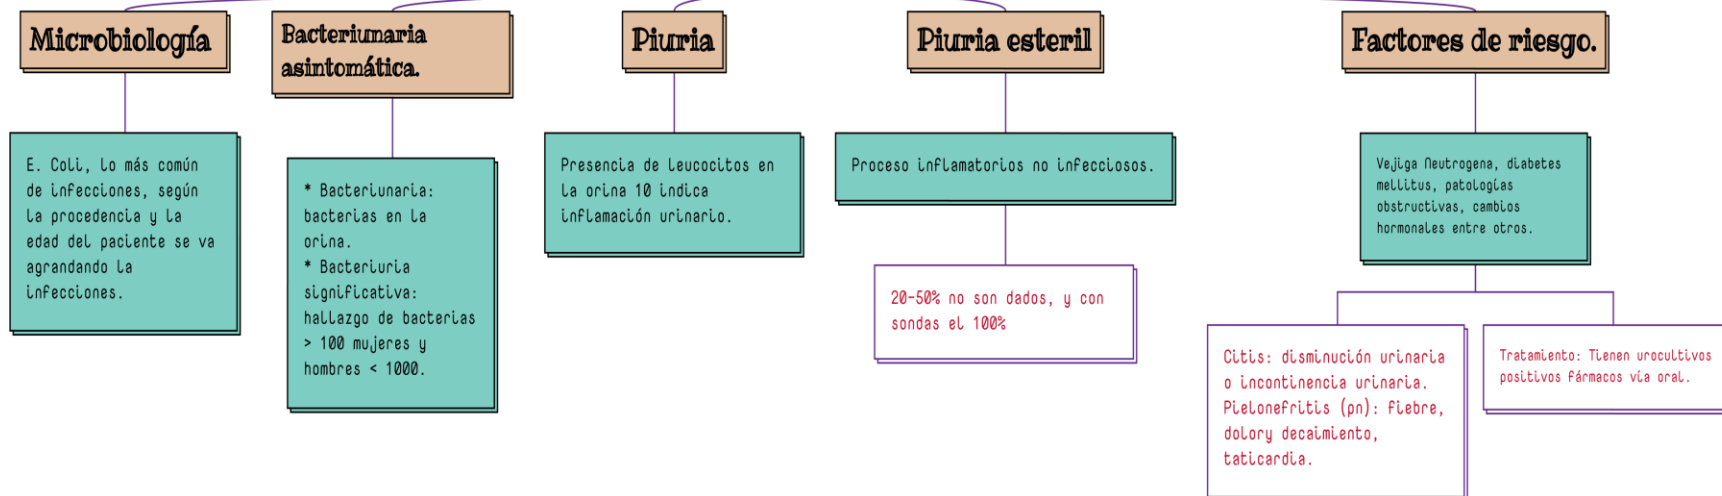 Microbiología
Bacteriunaria
asintomática.
Piuria
Piuria esteril
Factores de riesgo.
E. Coli, lo más común
de infecciones, según
la procedencia y la
edad del paciente se va
agrandando la
infecciones.
* Bacteriunaria:
bacterias en la
orina.
* Bacteriuria
significativa:
hallazgo de bacterias
> 100 mujeres y
hombres < 1000.
Presencia de leucocitos en
la orina 10 indica
inflamación urinario.
Proceso inflamatorios no infecciosos.
20-50% no son dados, y con
sondas el 100%
Vejiga Neutrogena, diabetes
mellitus, patologías
obstructivas, cambios
hormonales entre otros.
Citis: disminución urinaria
o incontinencia urinaria.
Pielonefritis (pn): fiebre,
dolory decaimiento,
taticardia.
Tratamiento: Tienen urocultivos
positivos fármacos vía oral.